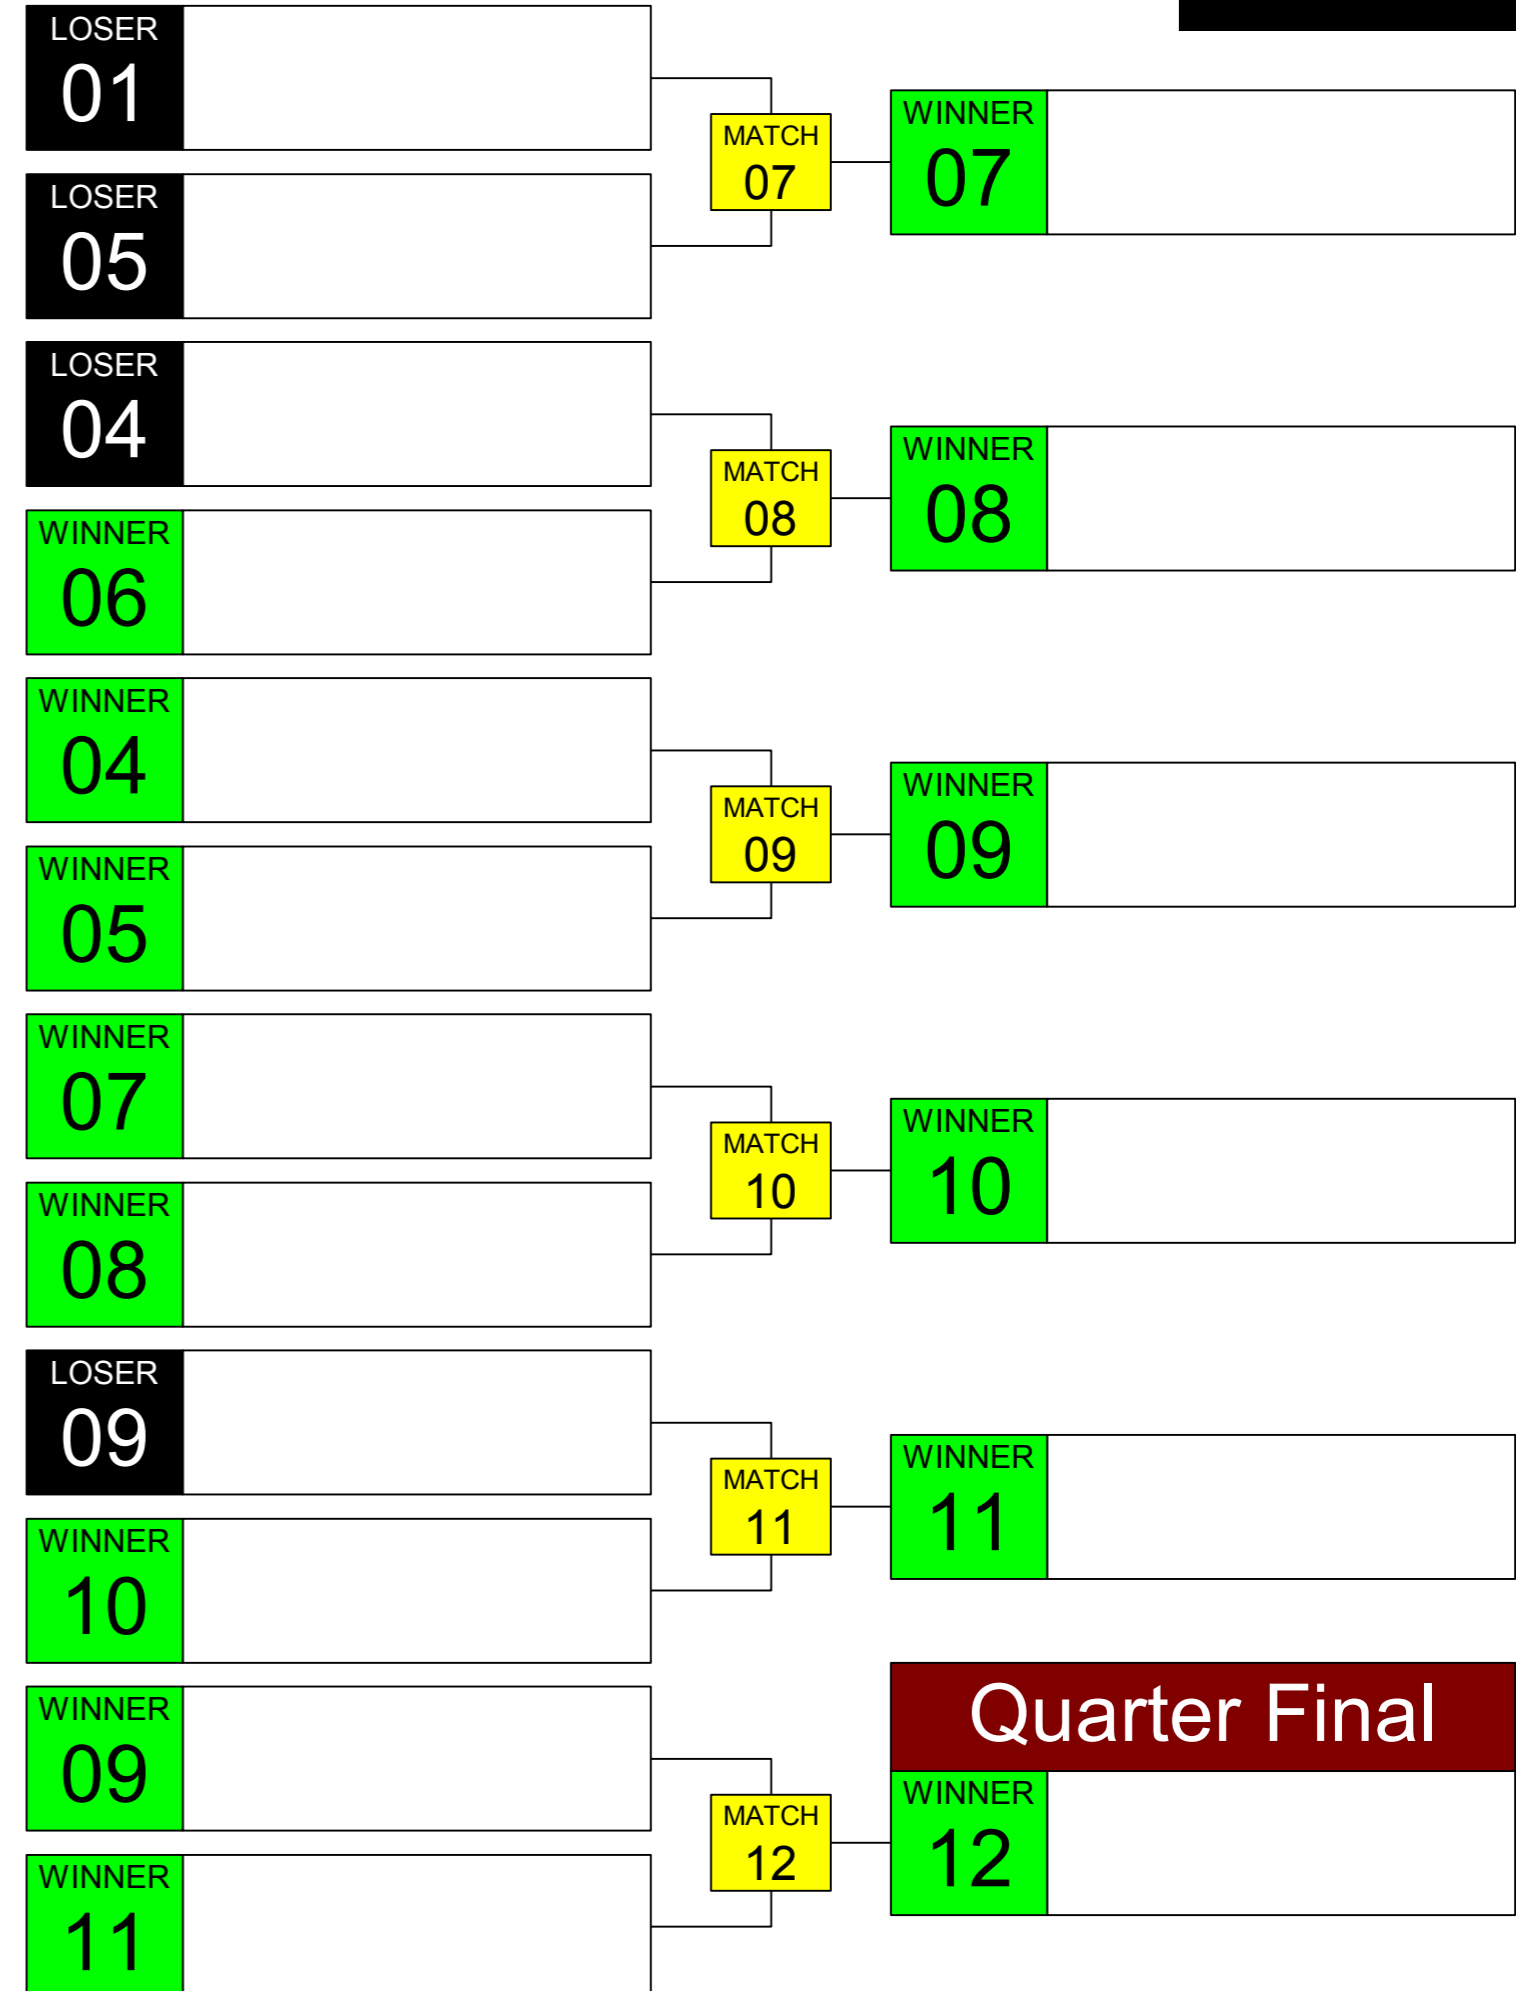 LOSER
01
MATCH
07
WINNER
07
LOSER
05
LOSER
04
MATCH
08
WINNER
08
WINNER
06
WINNER
04
MATCH
09
WINNER
09
WINNER
05
WINNER
07
MATCH
10
WINNER
10
WINNER
08
LOSER
09
MATCH
11
WINNER
11
WINNER
10
Quarter Final
WINNER
09
MATCH
12
WINNER
12
WINNER
11